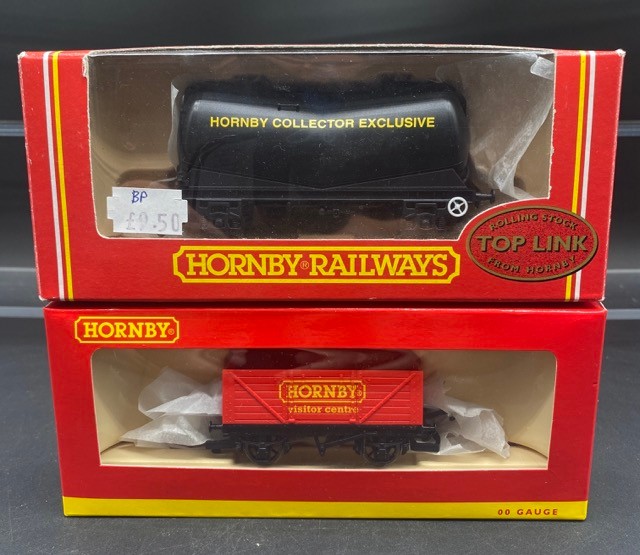 HORNBY COLLECTOR EXCLUSIVE
BP
£9.50
HORNBY® RAILWAYS
ROLLING STOCK
TOP LINK
FROM HORNBY
HORNBY®
HORNBY®
visitor centre
00 GAUGE